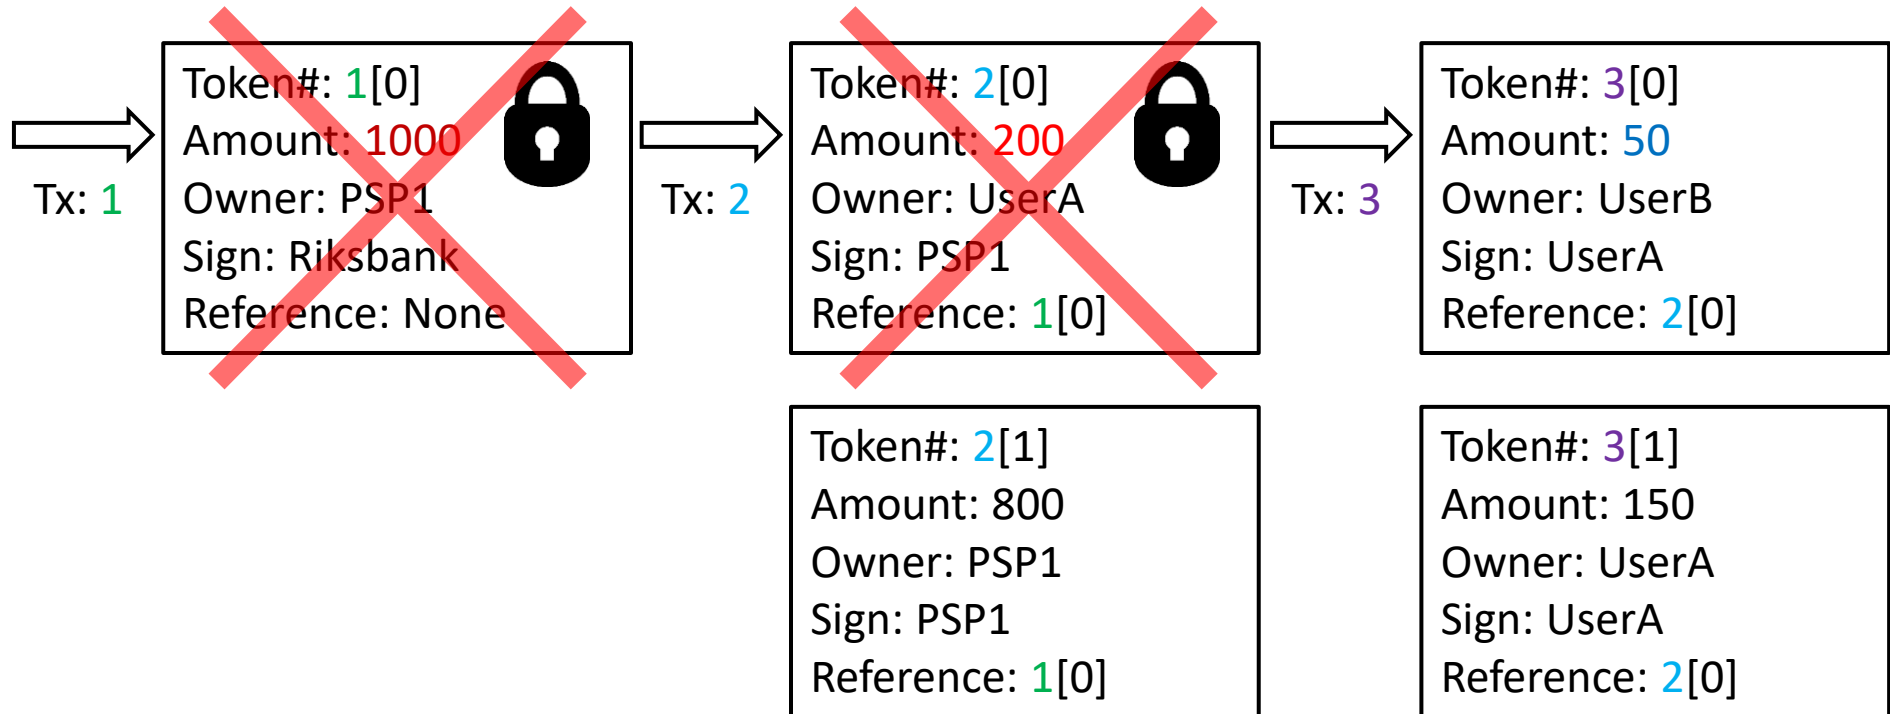 Tx: 1
Token#: 1[0]
Amount: 1000
Owner: PSP1
Sign: Riksbank
Reference: None
Tx: 2
Token#: 2[0]
Amount: 200
Owner: UserA
Sign: PSP1
Reference: 1[0]
Token#: 2[1]
Amount: 800
Owner: PSP1
Sign: PSP1
Reference: 1[0]
Tx: 3
Token#: 3[0]
Amount: 50
Owner: UserB
Sign: UserA
Reference: 2[0]
Token#: 3[1]
Amount: 150
Owner: UserA
Sign: UserA
Reference: 2[0]